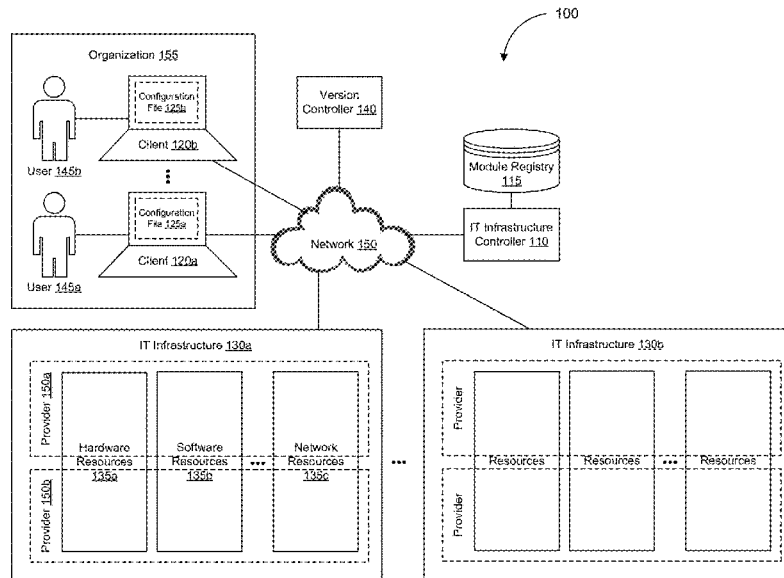 100
Organization 155
Configuration
File 125b
Client 120b
User 145b
Configuration
File 125a
Client 120a
User 145a
Version
Controller 140
Module Registry
115
IT Infrastructure
Controller 110
Network 150
IT Infrastructure 130a
Provider 150a
Provider 150b
Hardware
Resources
135a
Software
Resources
135b
Network
Resources
135c
IT Infrastructure 130b
Provider
Provider
Resources
Resources
Resources